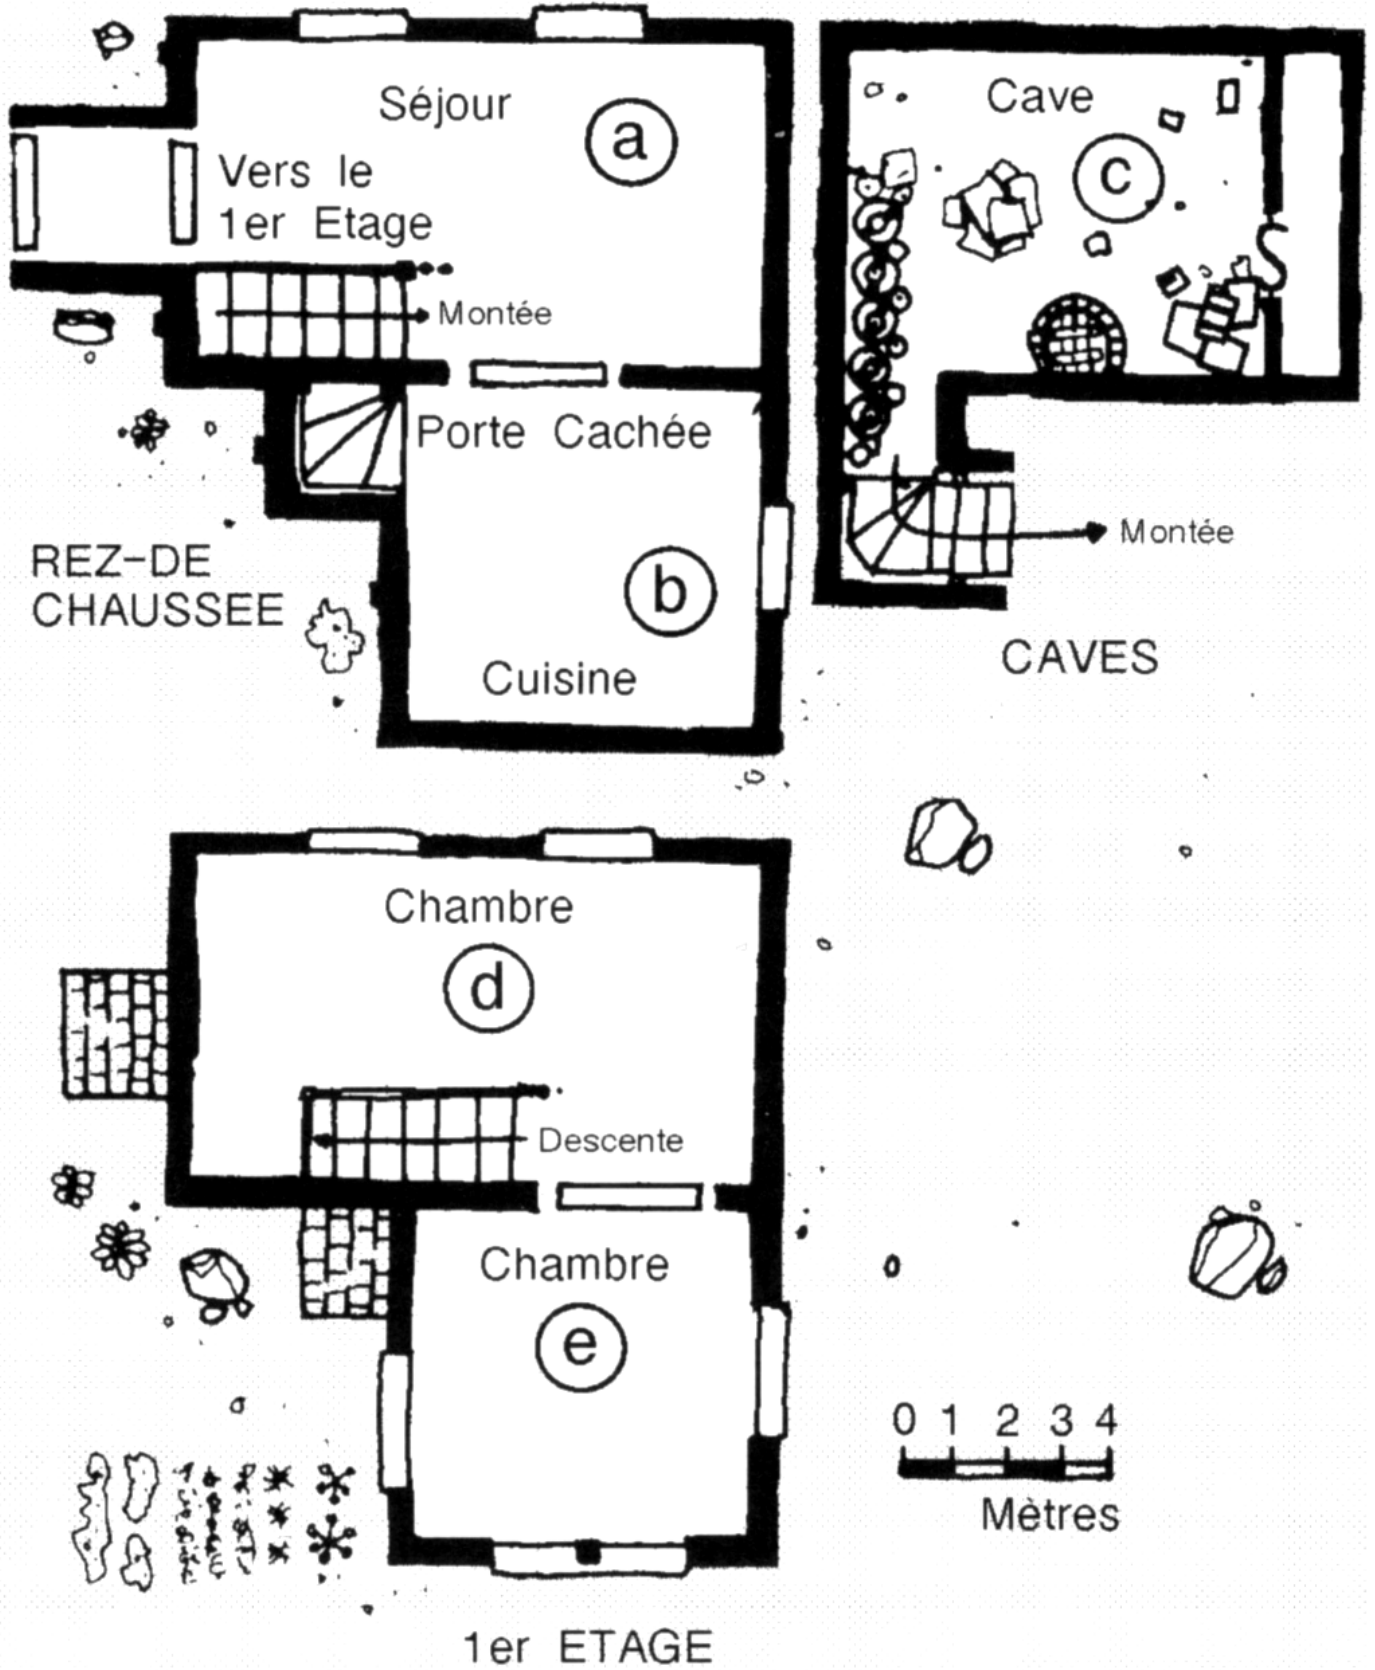 Séjour
a
Vers le
1er Etage
Montée
Porte Cachée
b
Cuisine
REZ-DE
CHAUSSEE
Cave
c
Montée
CAVES
Chambre
d
Descente
Chambre
e
1er ETAGE
0 1 2 3 4
Mètres